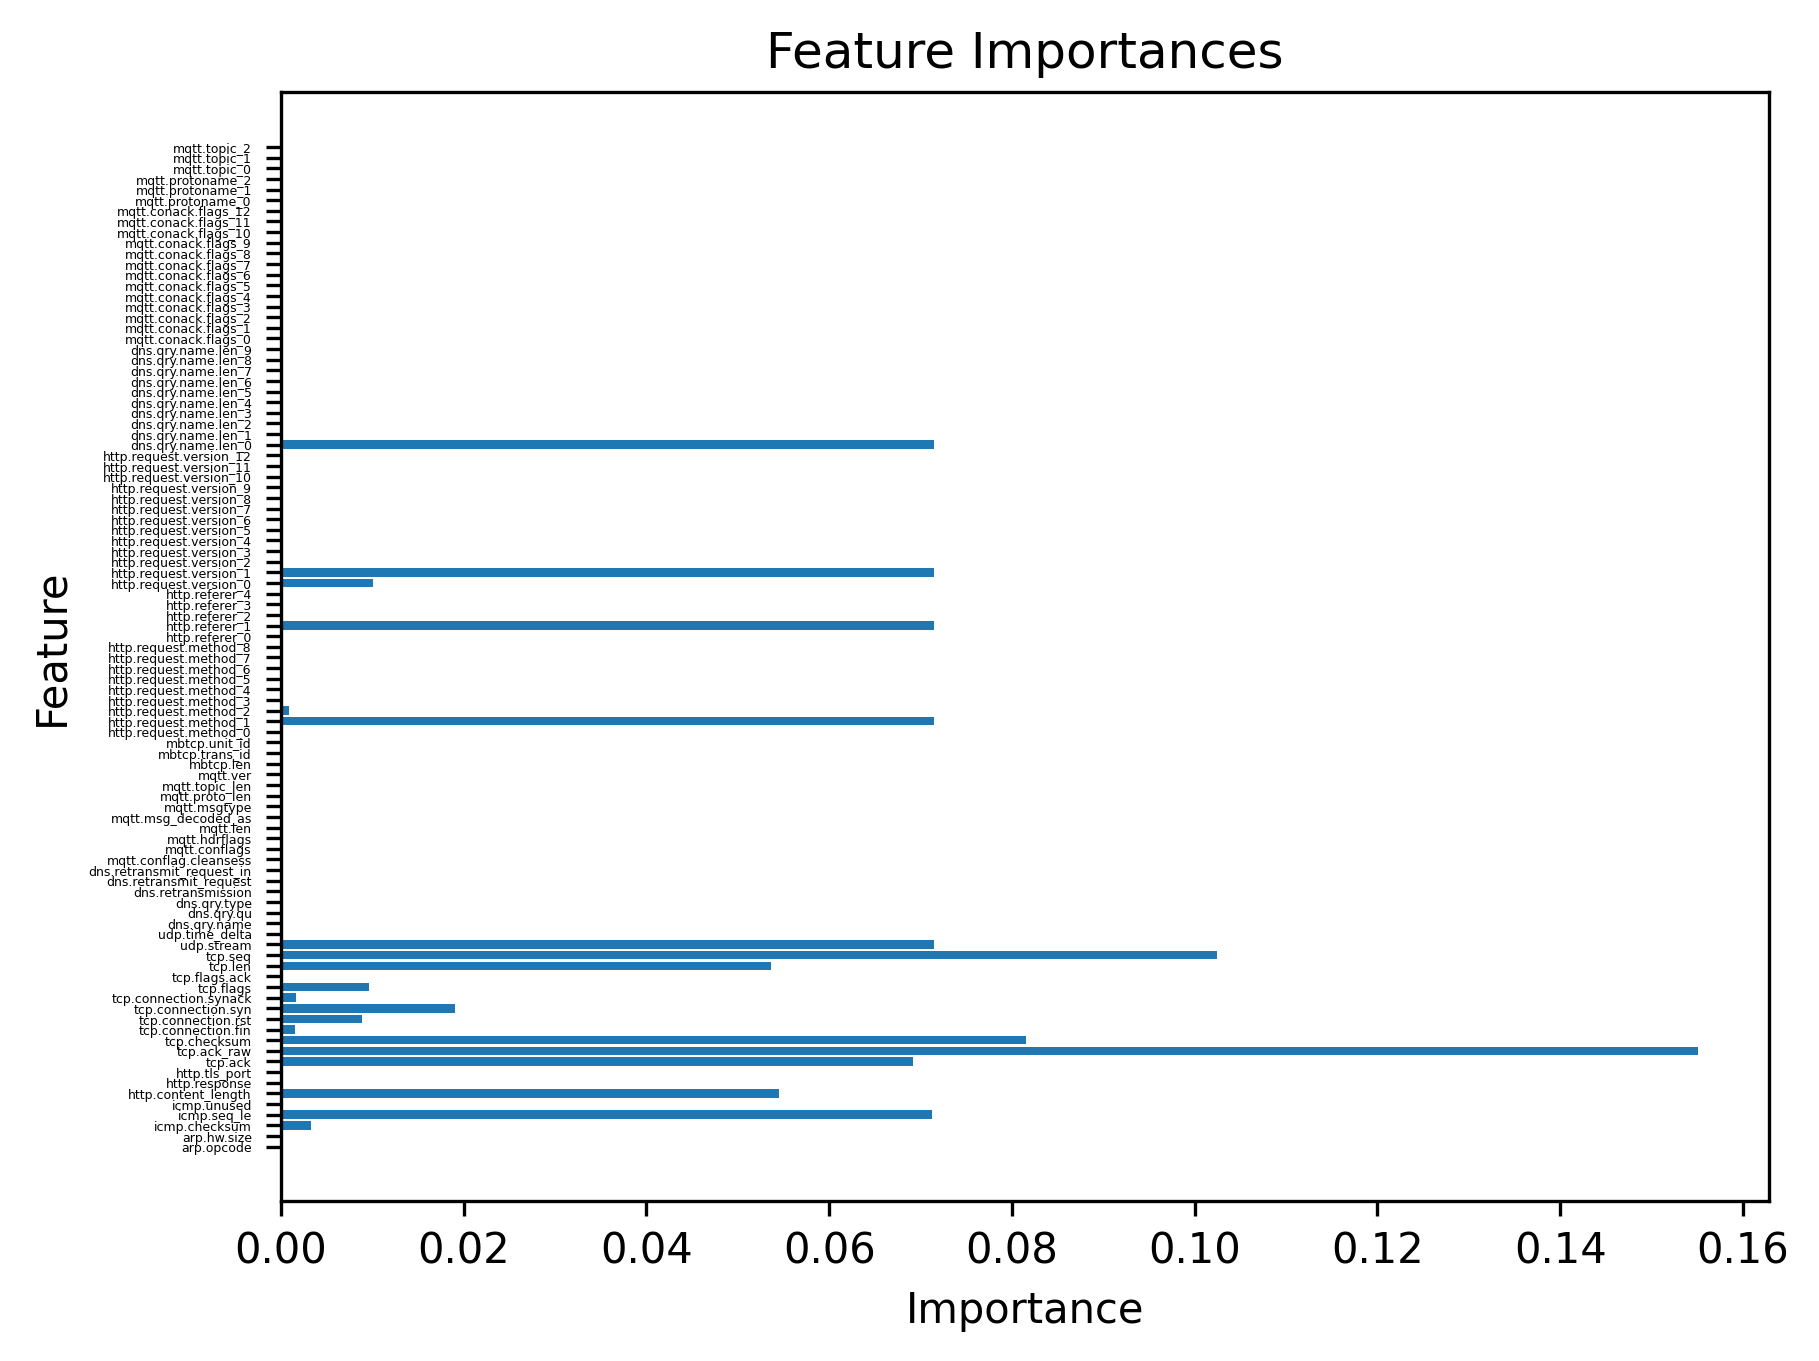 Feature Importances
mqtt.topic_2
mqtt.topic_1
mqtt.topic_0
mqtt.protoname_2
mqtt.protoname_1
mqtt.protoname_0
mqtt.conack.flags_12
mqtt.conack.flags_11
mqtt.conack.flags_10
mqtt.conack.flags_9
mqtt.conack.flags_8
mqtt.conack.flags_7
mqtt.conack.flags_6
mqtt.conack.flags_5
mqtt.conack.flags_4
mqtt.conack.flags_3
mqtt.conack.flags_2
mqtt.conack.flags_1
mqtt.conack.flags_0
dns.qry.name.len_9
dns.qry.name.len_8
dns.qry.name.len_7
dns.qry.name.len_6
dns.qry.name.len_5
dns.qry.name.len_4
dns.qry.name.len_3
dns.qry.name.len_2
dns.qry.name.len_1
dns.qry.name.len_0
http.request.version_12
http.request.version_11
http.request.version_10
http.request.version_9
http.request.version_8
http.request.version_7
http.request.version_6
http.request.version_5
http.request.version_4
http.request.version_3
http.request.version_2
http.request.version_1
http.request.version_0
http.referer_4
http.referer_3
http.referer_2
http.referer_1
http.referer_0
http.request.method_8
http.request.method_7
http.request.method_6
http.request.method_5
http.request.method_4
http.request.method_3
http.request.method_2
http.request.method_1
http.request.method_0
mbtcp.unit_id
mbtcp.trans_id
mbtcp.len
mqtt.ver
mqtt.topic_len
mqtt.proto_len
mqtt.msgtype
mqtt.msg_decoded_as
mqtt.len
mqtt.hdrflags
mqtt.conflags
mqtt.conflag.cleansess
dns.retransmit_request_in
dns.retransmit_request
dns.retransmission
dns.qry.type
dns.qry.qu
dns.qry.name
udp.time_delta
udp.stream
tcp.seq
tcp.len
tcp.flags.ack
tcp.flags
tcp.connection.synack
tcp.connection.syn
tcp.connection.rst
tcp.connection.fin
tcp.checksum
tcp.ack_raw
tcp.ack
http.tls_port
http.response
http.content_length
icmp.unused
icmp.seq_le
icmp.checksum
arp.hw.size
arp.opcode
Feature
0.00 0.02 0.04 0.06 0.08 0.10 0.12 0.14 0.16
Importance